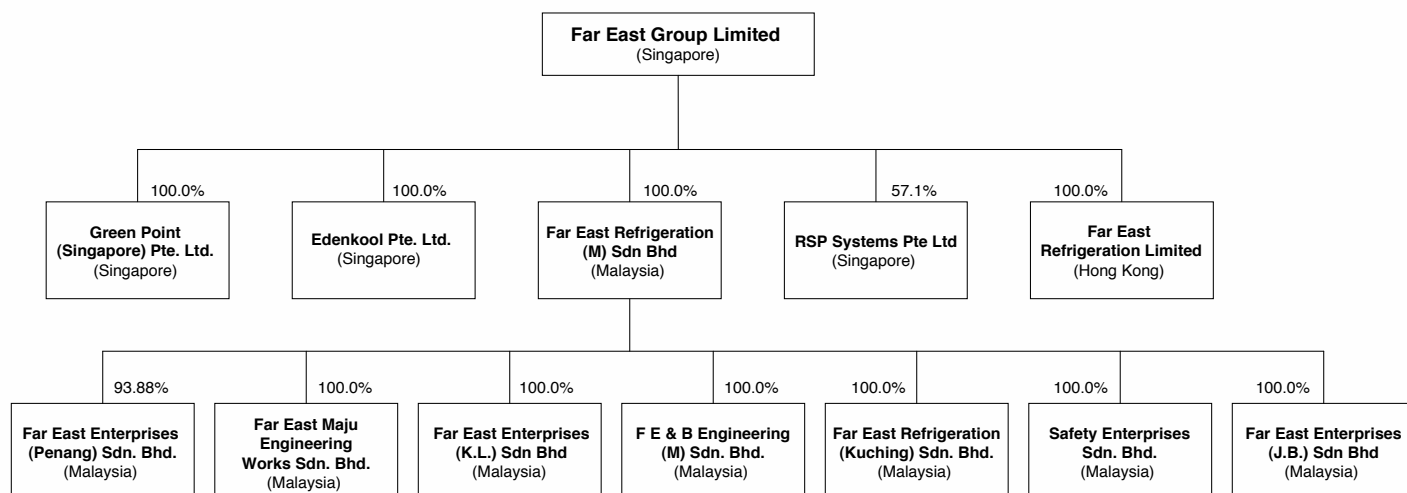 Far East Group Limited
(Singapore)
100.0%
100.0%
100.0%
57.1%
100.0%
Green Point
(Singapore) Pte. Ltd.
(Singapore)
Edenkool Pte. Ltd.
(Singapore)
Far East Refrigeration
(M) Sdn Bhd
(Malaysia)
RSP Systems Pte Ltd
(Singapore)
Far East
Refrigeration Limited
(Hong Kong)
93.88%
100.0%
100.0%
100.0%
100.0%
100.0%
100.0%
Far East Enterprises
(Penang) Sdn. Bhd.
(Malaysia)
Far East Maju
Engineering
Works Sdn. Bhd.
(Malaysia)
Far East Enterprises
(K.L.) Sdn Bhd
(Malaysia)
F E & B Engineering
(M) Sdn. Bhd.
(Malaysia)
Far East Refrigeration
(Kuching) Sdn. Bhd.
(Malaysia)
Safety Enterprises
Sdn. Bhd.
(Malaysia)
Far East Enterprises
(J.B.) Sdn Bhd
(Malaysia)